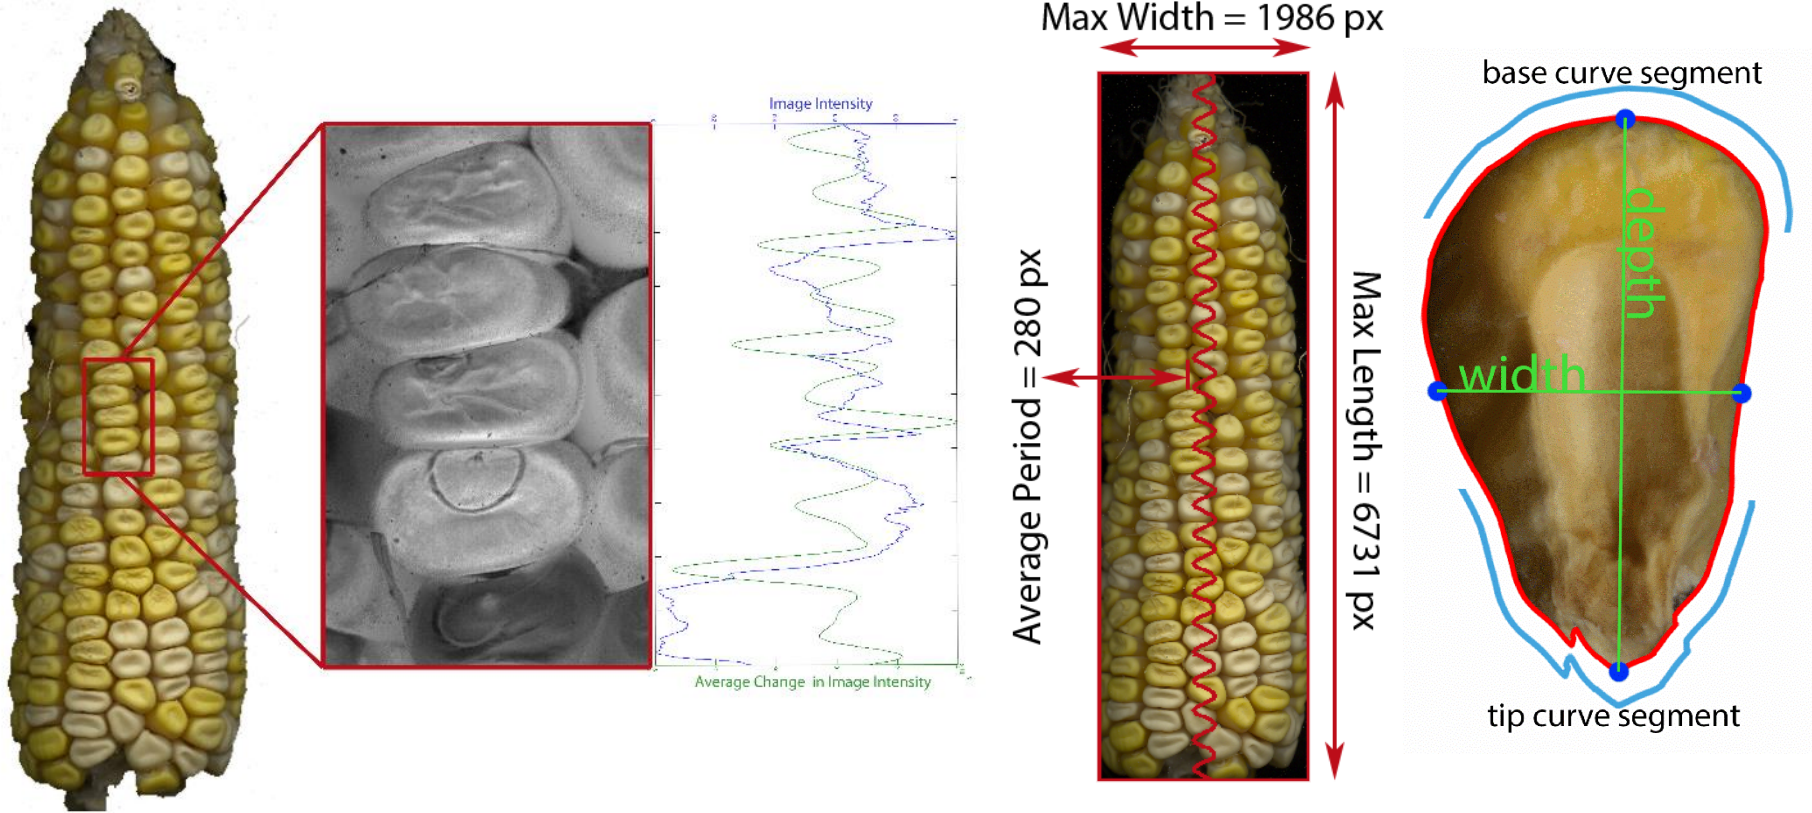 Image Intensity
Average Change in Image Intensity
Max Width = 1986 px
Average Period = 280 px
Max Length = 6731 px
base curve segment
depth
width
tip curve segment